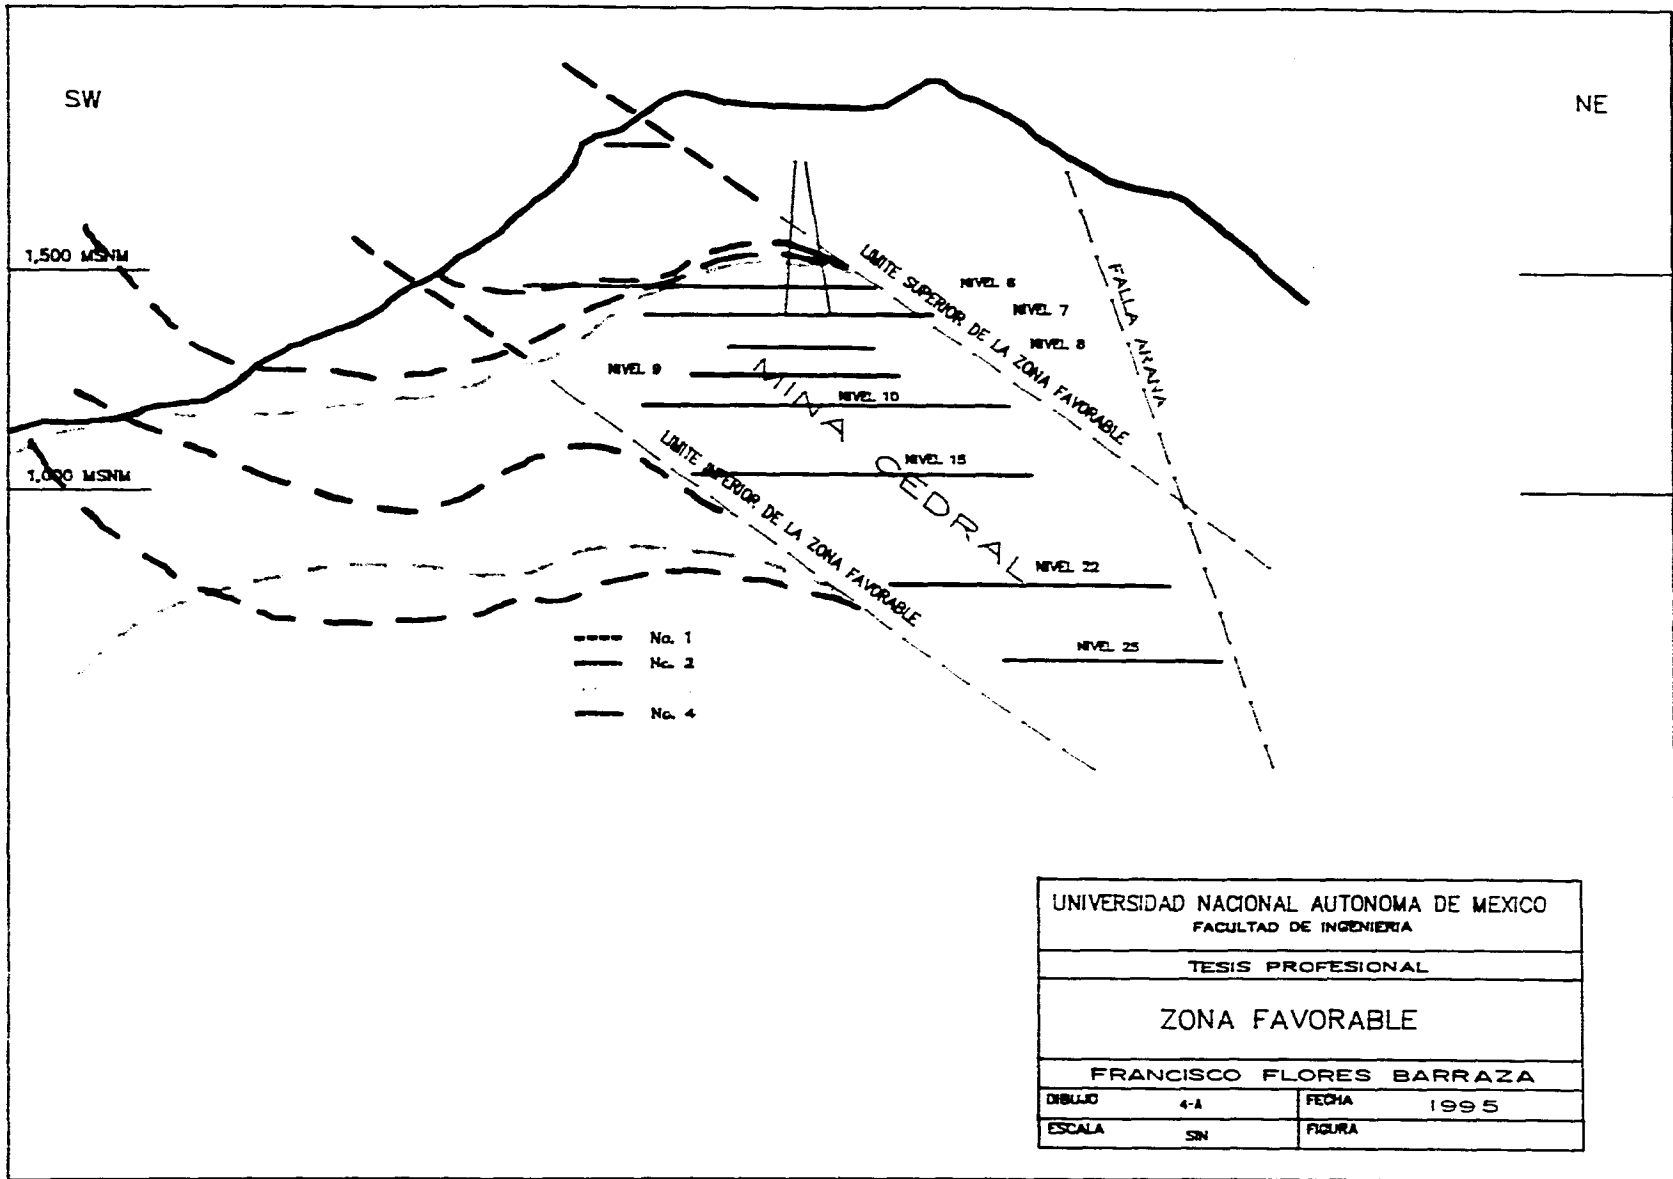 SW
NE
1,500 MSNM
LIMITE SUPERIOR DE LA ZONA FAVORABLE
FALLA ARANA
NIVEL 6
NIVEL 7
NIVEL 8
NIVEL 9
MINA CEDRAL
NIVEL 10
LIMITE INFERIOR DE LA ZONA FAVORABLE
NIVEL 15
1,000 MSNM
NIVEL 22
NIVEL 25
No. 1
No. 2
No. 4
UNIVERSIDAD NACIONAL AUTONOMA DE MEXICO
FACULTAD DE INGENIERIA
TESIS PROFESIONAL
ZONA FAVORABLE
FRANCISCO FLORES BARRAZA
DIBUJO 4-A FECHA 1995
ESCALA SIN FIGURA